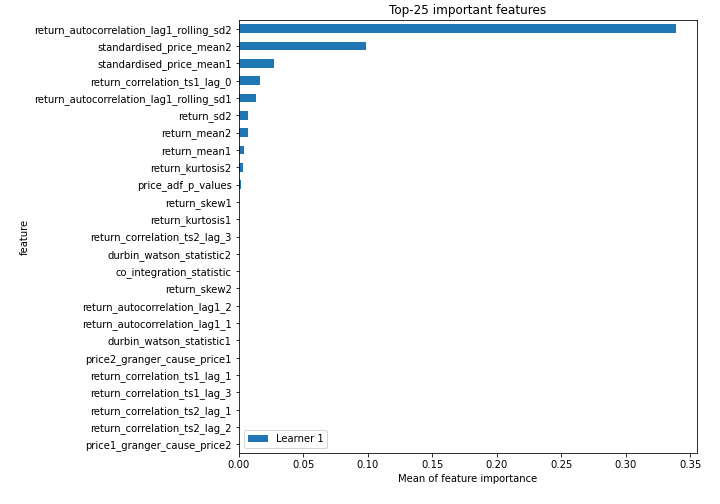 Top-25 important features
return_autocorrelation_lag1_rolling_sd2
standardised_price_mean2
standardised_price_mean1
return_correlation_ts1_lag_0
return_autocorrelation_lag1_rolling_sd1
return_sd2
return_mean2
return_mean1
return_kurtosis2
price_adf_p_values
return_skew1
return_kurtosis1
return_correlation_ts2_lag_3
durbin_watson_statistic2
co_integration_statistic
return_skew2
return_autocorrelation_lag1_2
return_autocorrelation_lag1_1
durbin_watson_statistic1
price2_granger_cause_price1
return_correlation_ts1_lag_1
return_correlation_ts1_lag_3
return_correlation_ts2_lag_1
return_correlation_ts2_lag_2
price1_granger_cause_price2
feature
Learner 1
0.00 0.05 0.10 0.15 0.20 0.25 0.30 0.35
Mean of feature importance